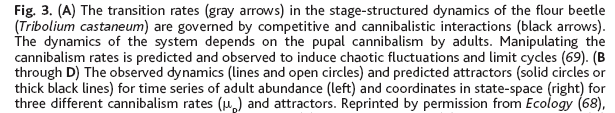 Fig. 3. (A) The transition rates (gray arrows) in the stage-structured dynamics of the flour beetle
(Tribolium castaneum) are governed by competitive and cannibalistic interactions (black arrows).
The dynamics of the system depends on the pupal cannibalism by adults. Manipulating the
cannibalism rates is predicted and observed to induce chaotic fluctuations and limit cycles (69). (B
through D) The observed dynamics (lines and open circles) and predicted attractors (solid circles or
thick black lines) for time series of adult abundance (left) and coordinates in state-space (right) for
three different cannibalism rates (μp) and attractors. Reprinted by permission from Ecology (68),